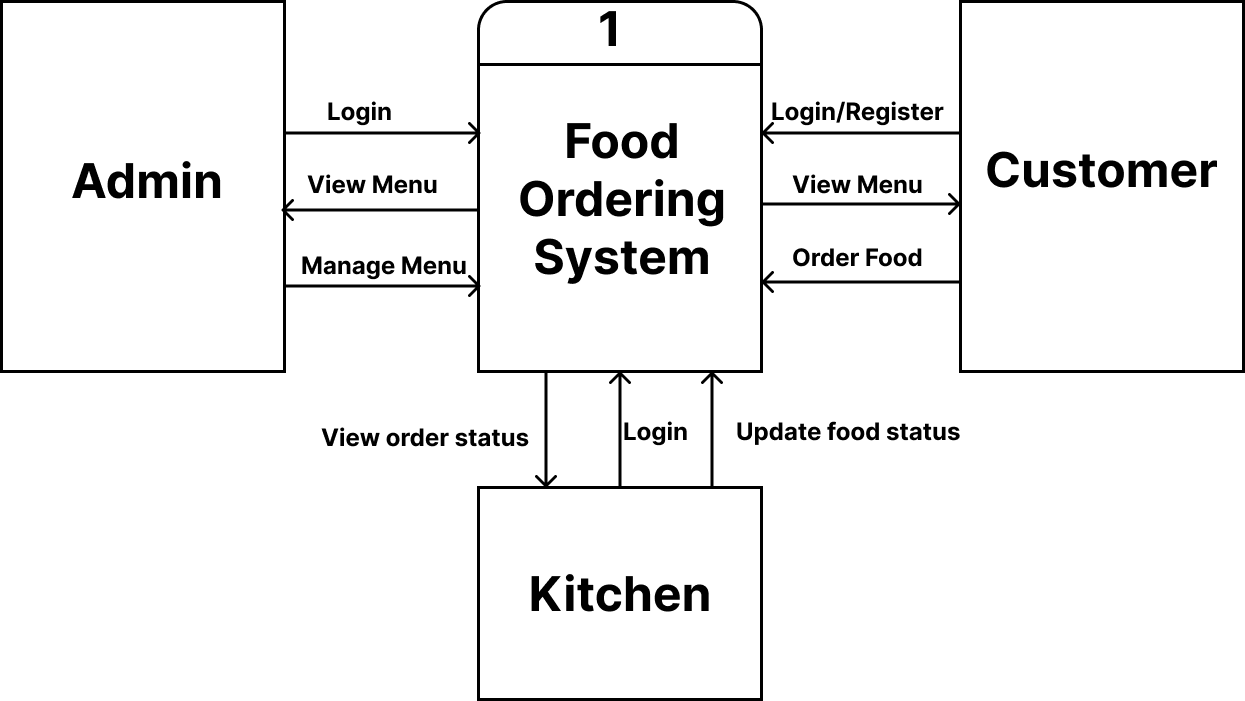 1
Login
Login/Register
Food
Ordering
System
Admin
Customer
View Menu
View Menu
Manage Menu
Order Food
View order status
Login
Update food status
Kitchen